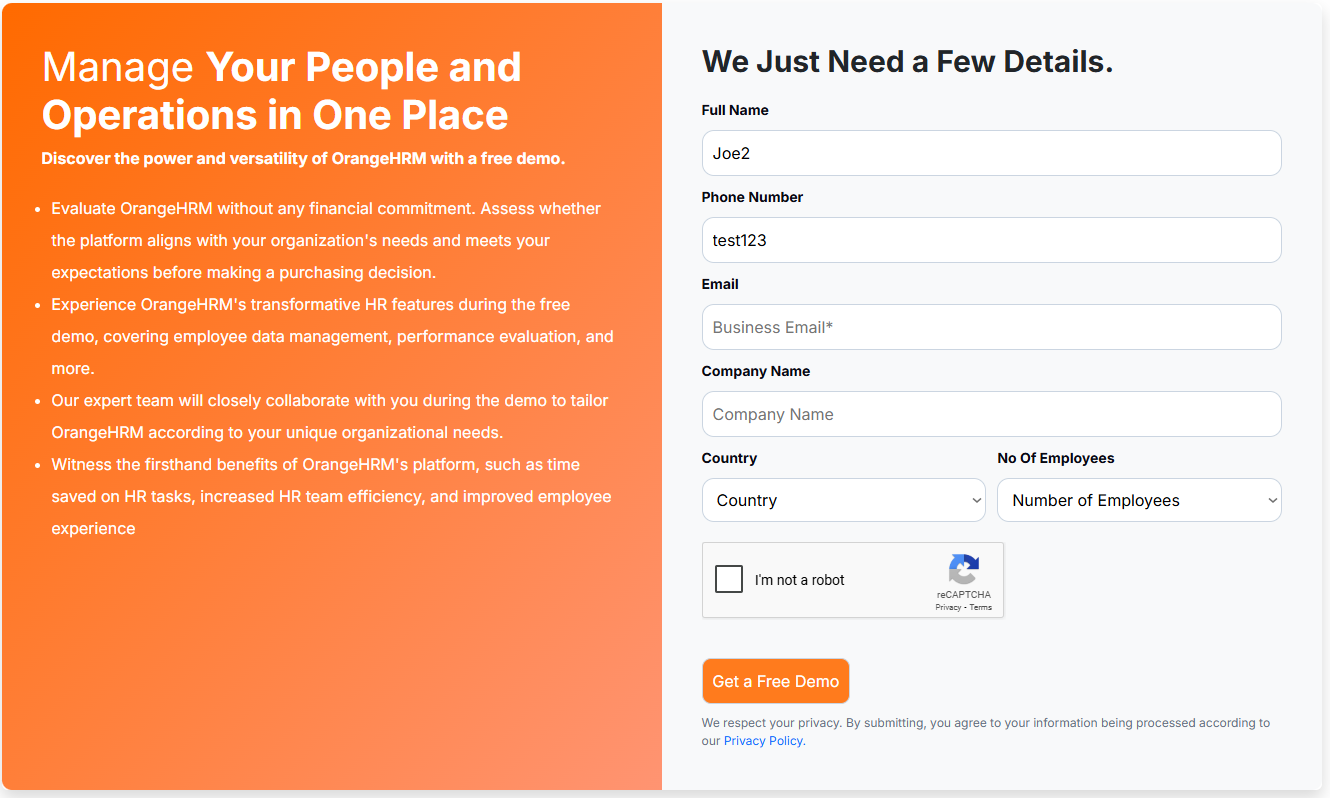 Manage Your People and
Operations in One Place
Discover the power and versatility of OrangeHRM with a free demo.
Evaluate OrangeHRM without any financial commitment. Assess whether
the platform aligns with your organization's needs and meets your
expectations before making a purchasing decision.
Experience OrangeHRM's transformative HR features during the free
demo, covering employee data management, performance evaluation, and
more.
Our expert team will closely collaborate with you during the demo to tailor
OrangeHRM according to your unique organizational needs.
Witness the firsthand benefits of OrangeHRM's platform, such as time
saved on HR tasks, increased HR team efficiency, and improved employee
experience
We Just Need a Few Details.
Full Name
Joe2
Phone Number
test123
Email
Business Email*
Company Name
Company Name
Country
No Of Employees
Country
Number of Employees
I'm not a robot
reCAPTCHA
Privacy - Terms
Get a Free Demo
We respect your privacy. By submitting, you agree to your information being processed according to
our Privacy Policy.